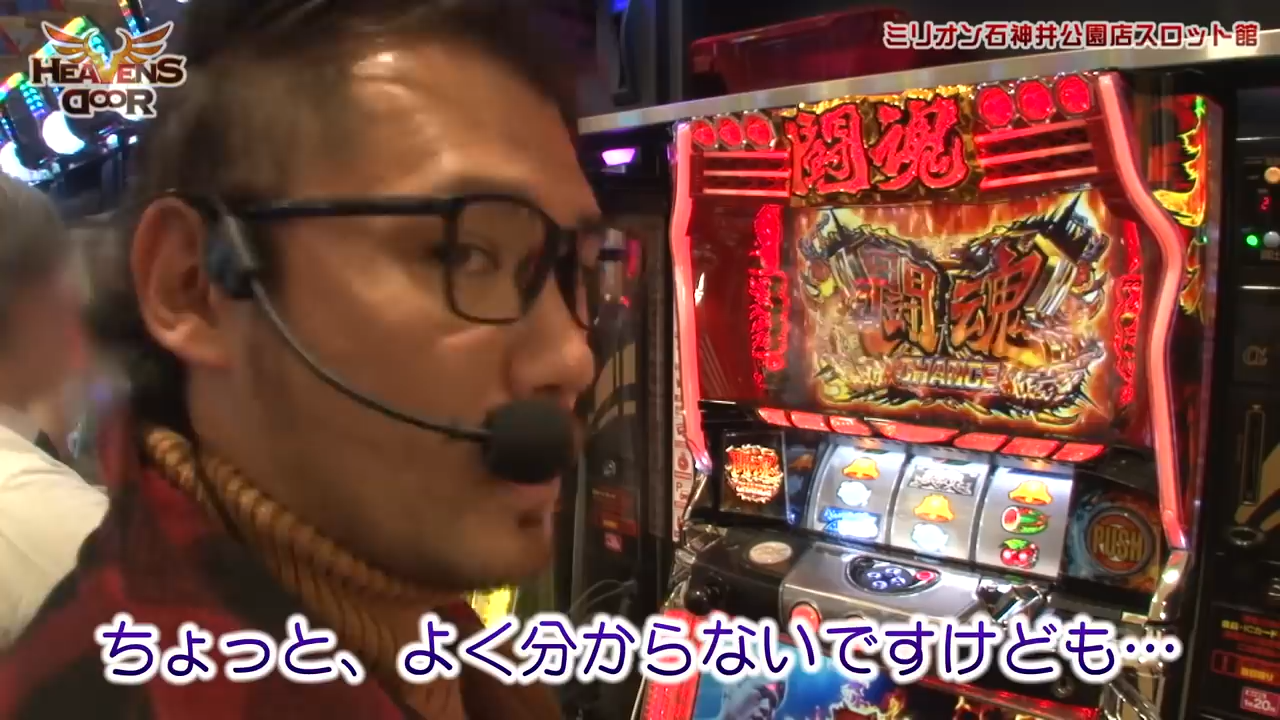 HEAVENS
DOOR
ミリオン石神井公園店スロット館
闘魂
闘魂
CHANCE
PUSH
ちょっと、よく分からないですけども…